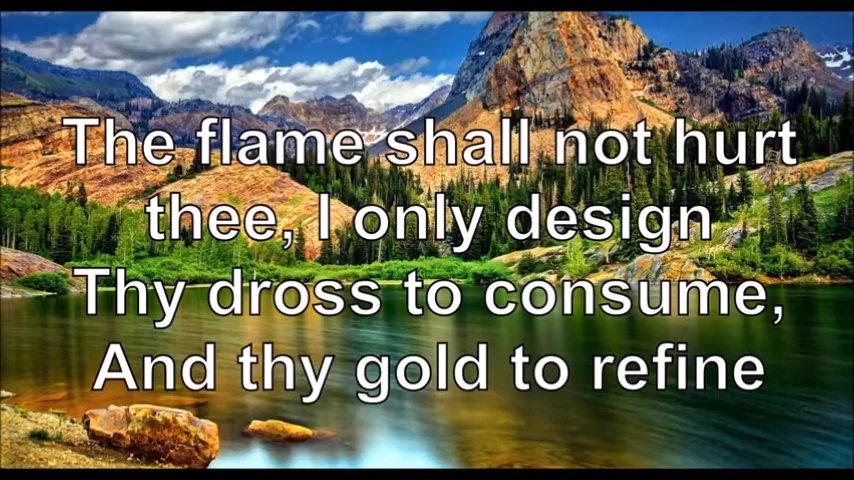 The flame shall not hurt
thee, I only design
Thy dross to consume,
And thy gold to refine